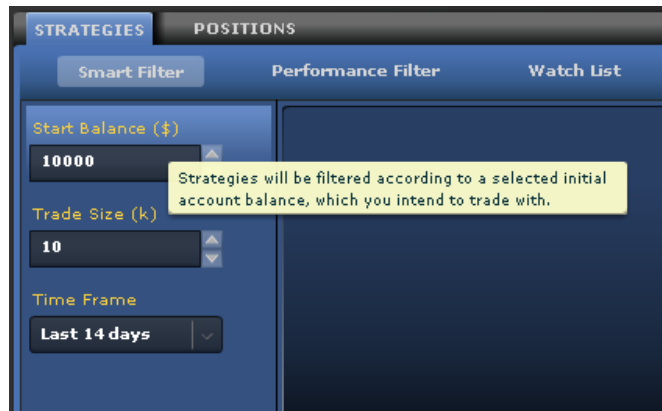 STRATEGIES POSITIONS
Smart Filter Performance Filter Watch List
Start Balance ($)
10000
Strategies will be filtered according to a selected initial
account balance, which you intend to trade with.
Trade Size (k)
10
Time Frame
Last 14 days